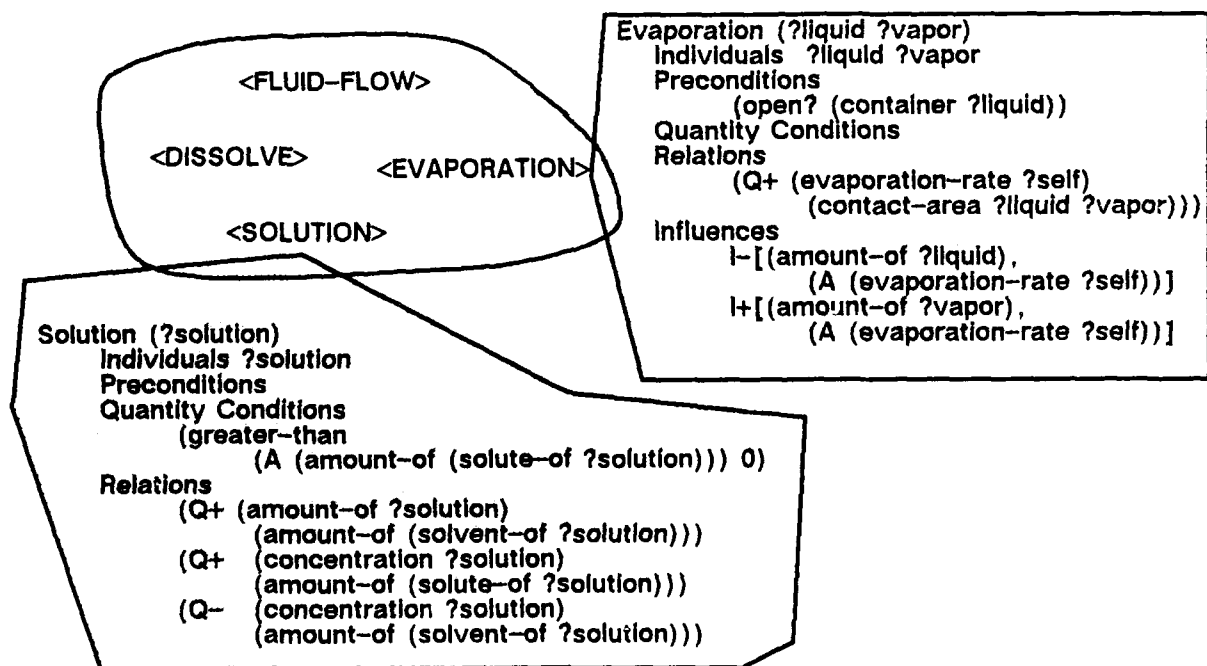 <FLUID-FLOW>
<DISSOLVE>
<EVAPORATION>
<SOLUTION>
Evaporation (?liquid ?vapor)
Individuals ?liquid ?vapor
Preconditions
(open? (container ?liquid))
Quantity Conditions
Relations
(Q+ (evaporation-rate ?self)
(contact-area ?liquid ?vapor)))
Influences
I-[(amount-of ?liquid),
(A (evaporation-rate ?self))]
I+[(amount-of ?vapor),
(A (evaporation-rate ?self))]
Solution (?solution)
Individuals ?solution
Preconditions
Quantity Conditions
(greater-than
(A (amount-of (solute-of ?solution))) 0)
Relations
(Q+ (amount-of ?solution)
(amount-of (solvent-of ?solution)))
(Q+ (concentration ?solution)
(amount-of (solute-of ?solution)))
(Q- (concentration ?solution)
(amount-of (solvent-of ?solution)))